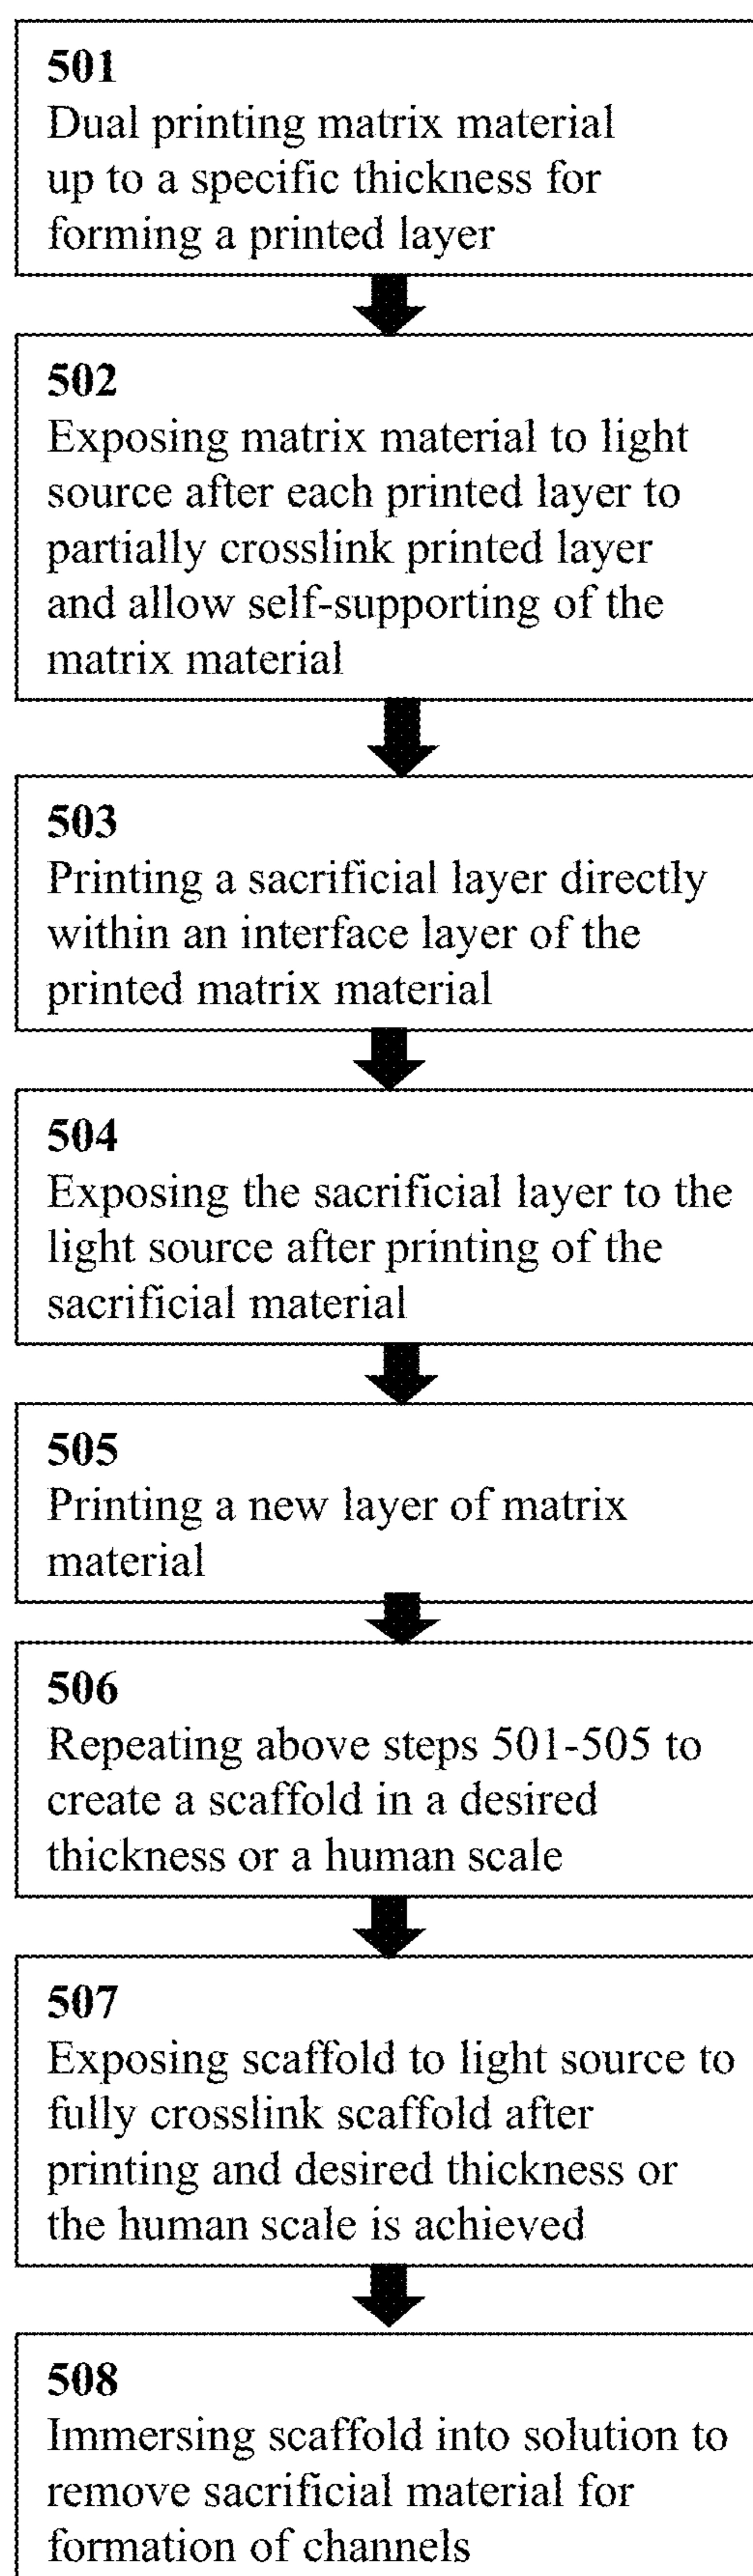 501
Dual printing matrix material
up to a specific thickness for
forming a printed layer
502
Exposing matrix material to light
source after each printed layer to
partially crosslink printed layer
and allow self-supporting of the
matrix material
503
Printing a sacrificial layer directly
within an interface layer of the
printed matrix material
504
Exposing the sacrificial layer to the
light source after printing of the
sacrificial material
505
Printing a new layer of matrix
material
506
Repeating above steps 501-505 to
create a scaffold in a desired
thickness or a human scale
507
Exposing scaffold to light source to
fully crosslink scaffold after
printing and desired thickness or
the human scale is achieved
508
Immersing scaffold into solution to
remove sacrificial material for
formation of channels